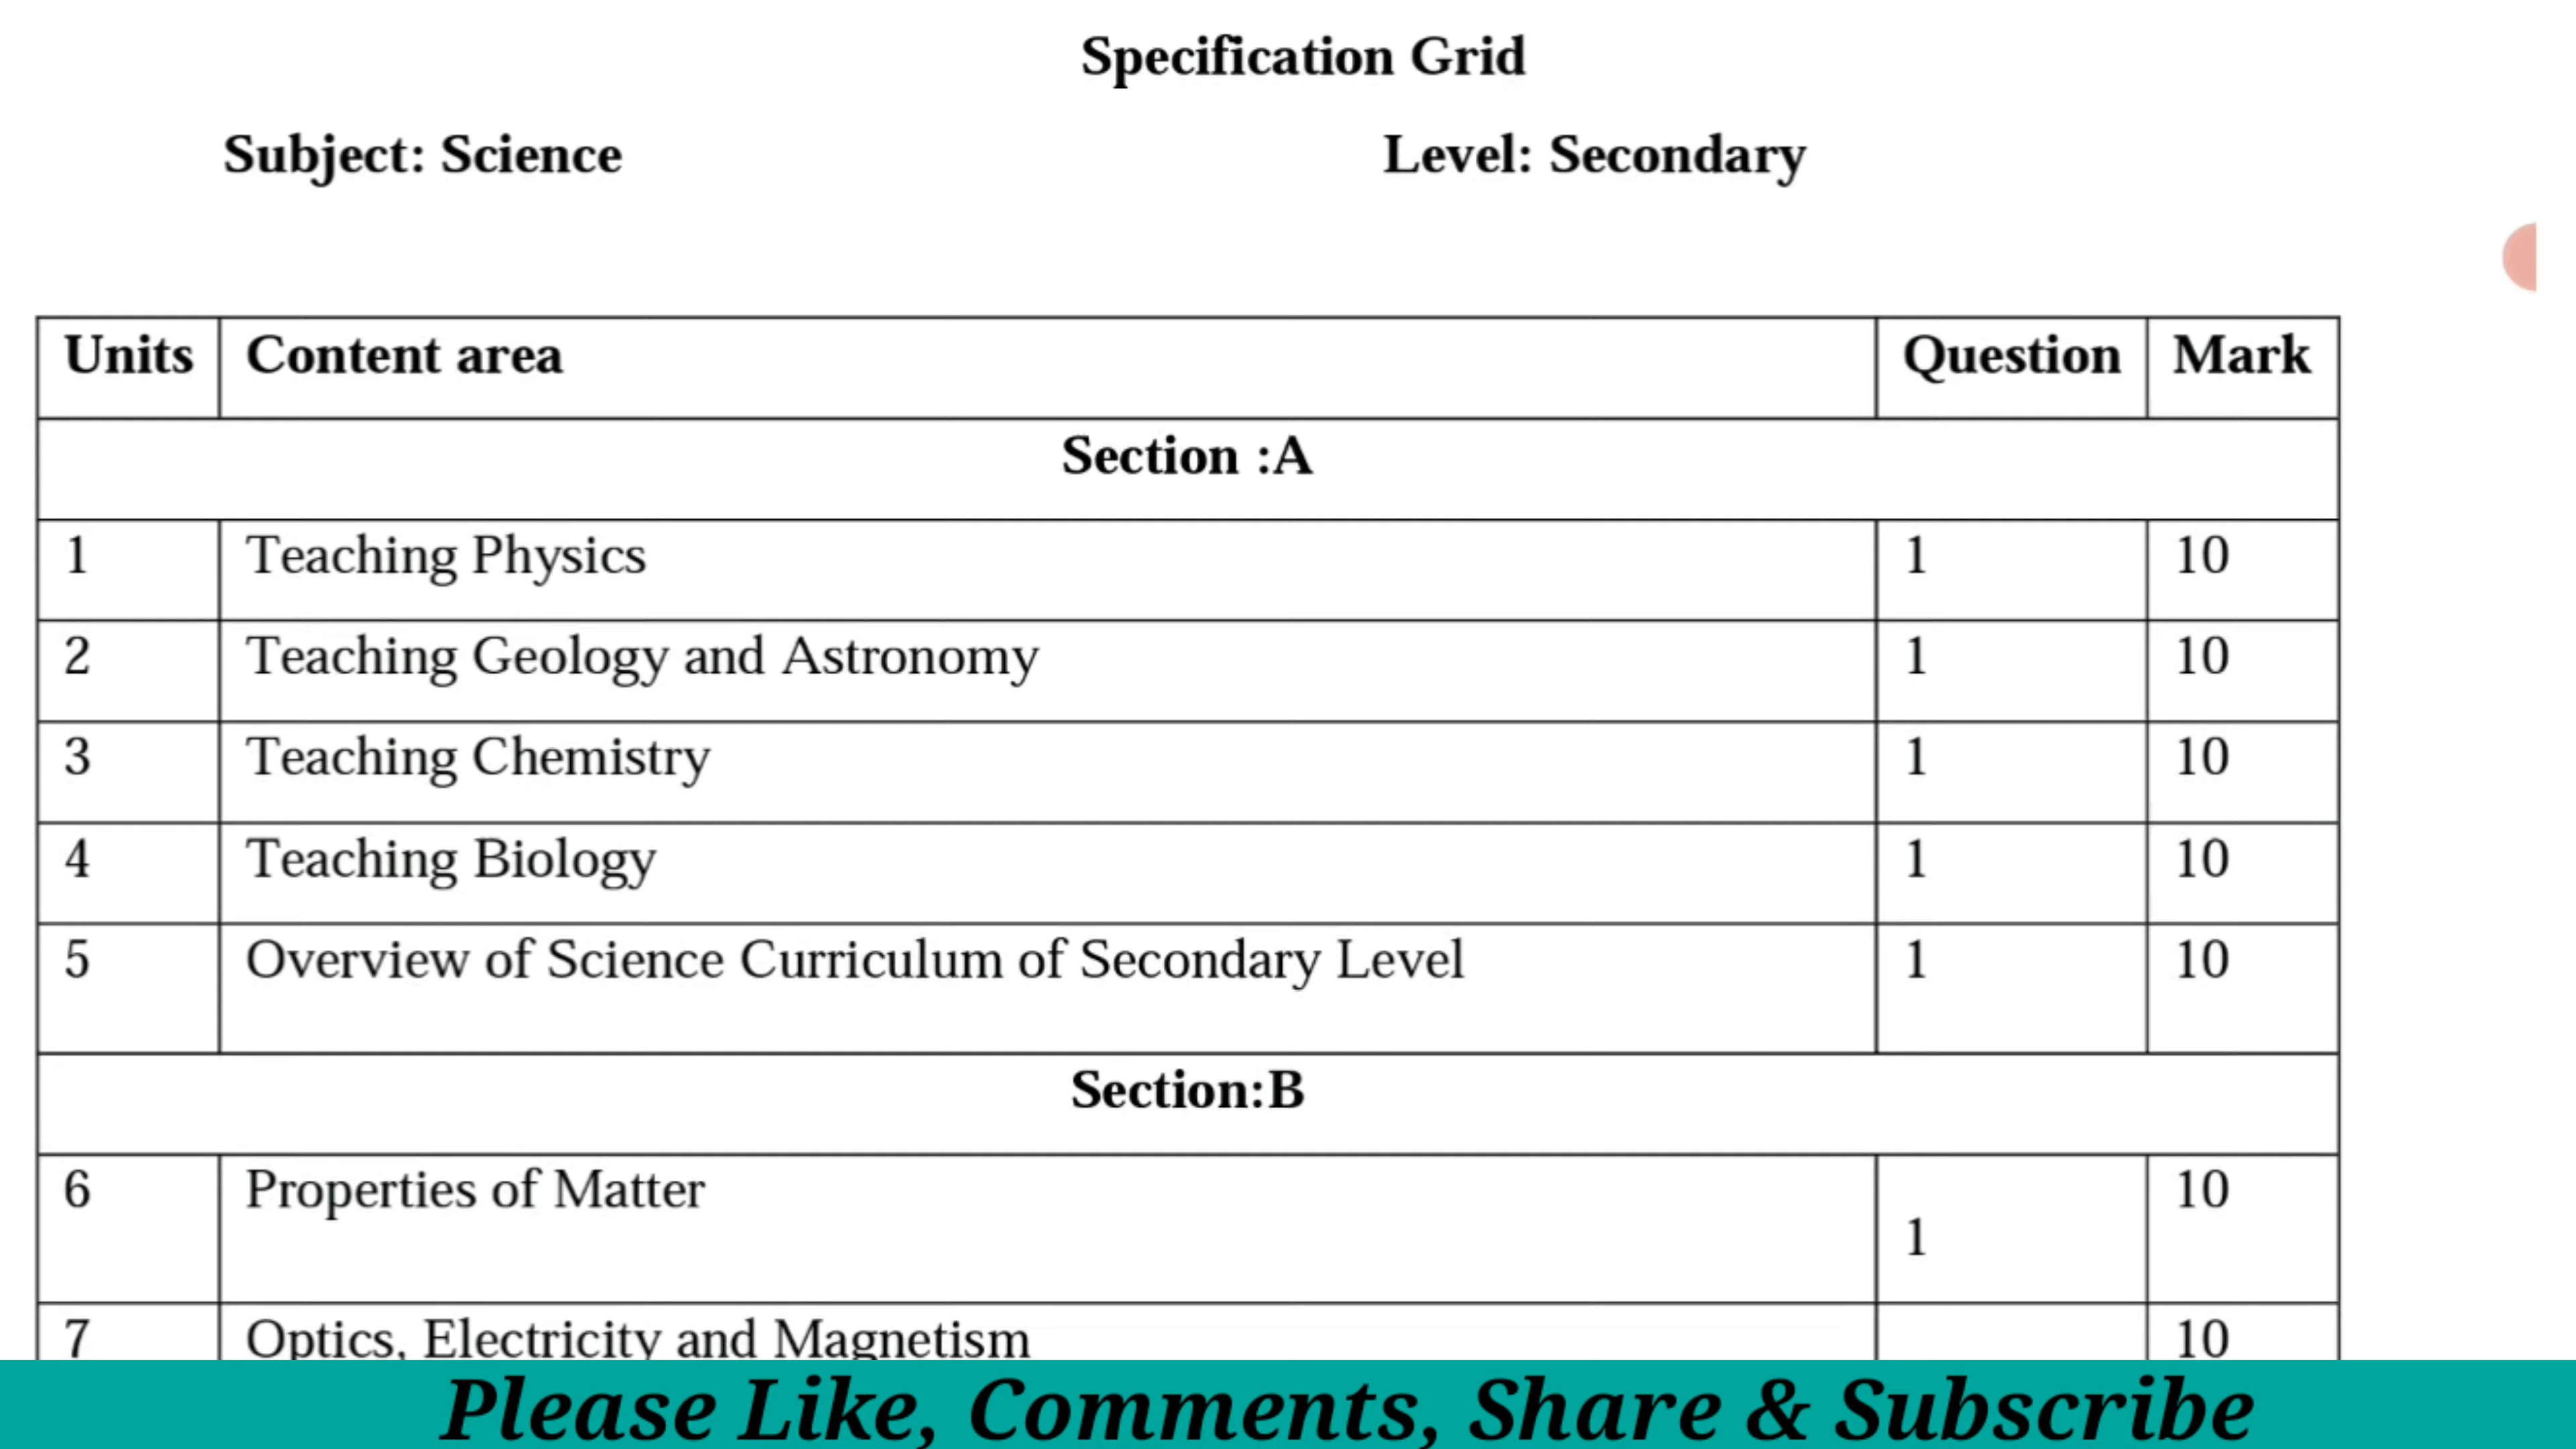 Specification Grid
Subject: Science Level: Secondary
Units Content area Question Mark
Section :A
1 Teaching Physics 1 10
2 Teaching Geology and Astronomy 1 10
3 Teaching Chemistry 1 10
4 Teaching Biology 1 10
5 Overview of Science Curriculum of Secondary Level 1 10
Section:B
6 Properties of Matter 1 10
7 Optics, Electricity and Magnetism 10
Please Like, Comments, Share & Subscribe